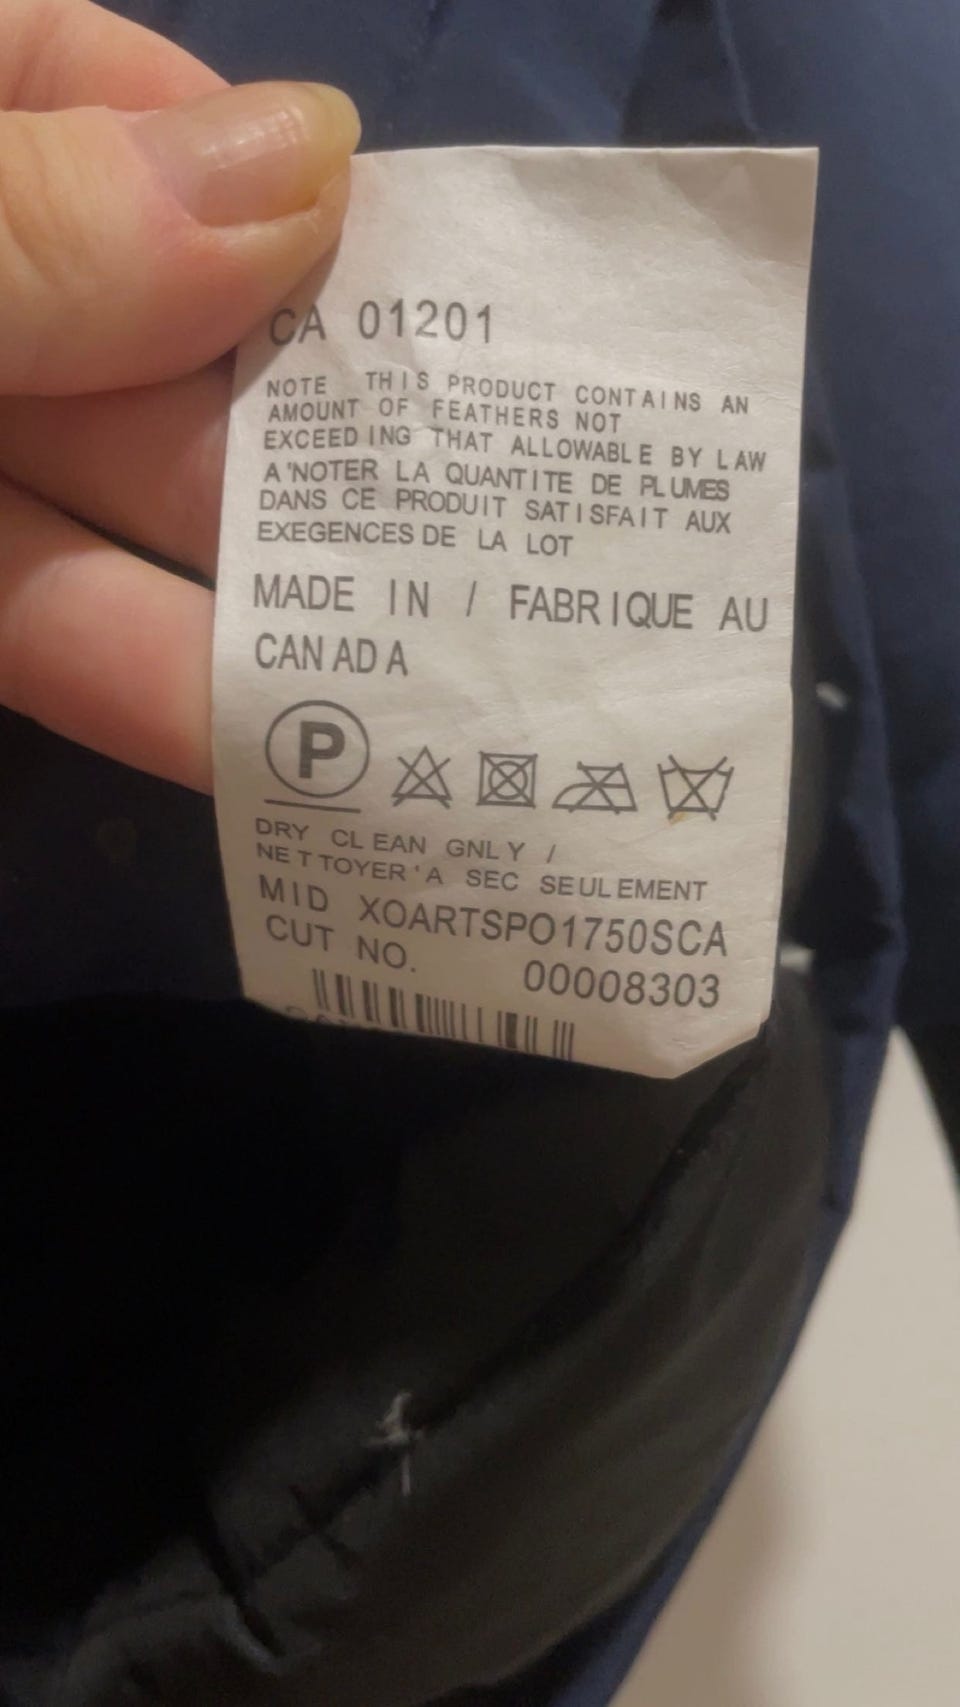 CA 01201
NOTE THIS PRODUCT CONTAINS AN
AMOUNT OF FEATHERS NOT
EXCEEDING THAT ALLOWABLE BY LAW
A'NOTER LA QUANTITE DE PLUMES
DANS CE PRODUIT SATISFAIT AUX
EXEGENCES DE LA LOT
MADE IN / FABRIQUE AU
CANADA
P
DRY CLEAN GNLY /
NETTOYER'A SEC SEULEMENT
MID XOARTSPO1750SCA
CUT NO. 00008303